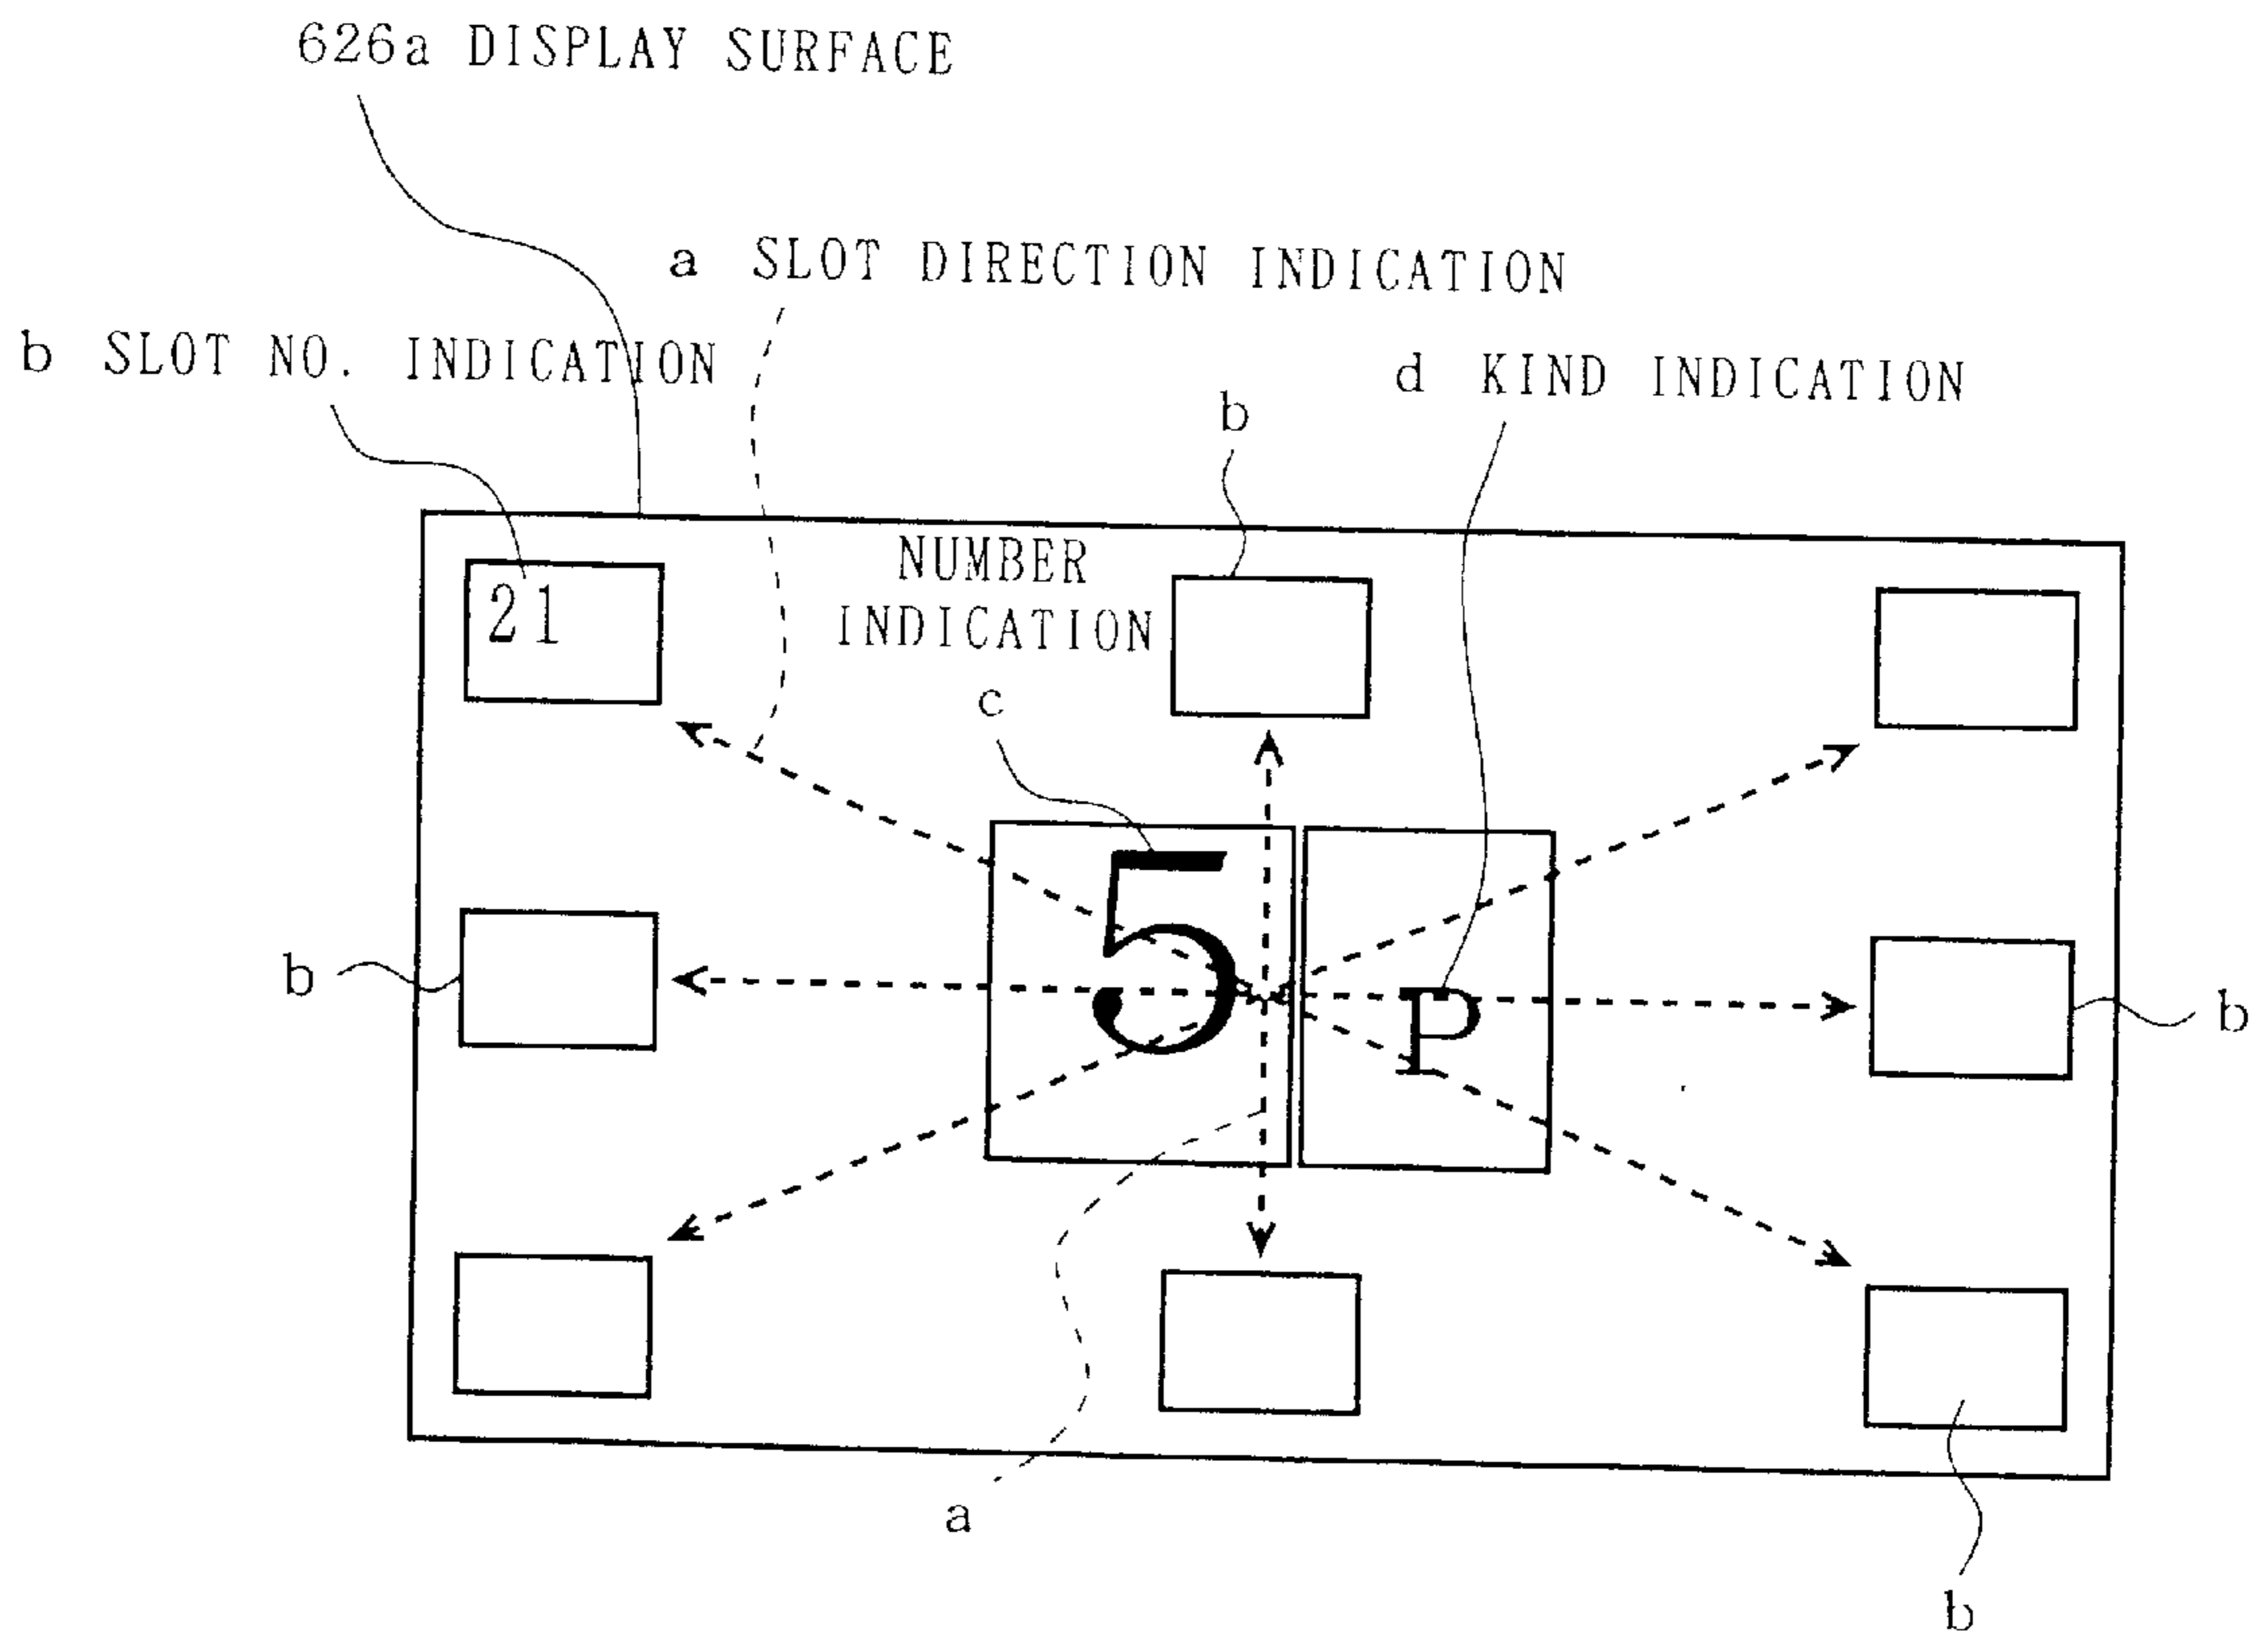 626a DISPLAY SURFACE
a SLOT DIRECTION INDICATION
b SLOT NO. INDICATION
d KIND INDICATION
b
NUMBER
INDICATION
21
c
5
P
b
b
a
b